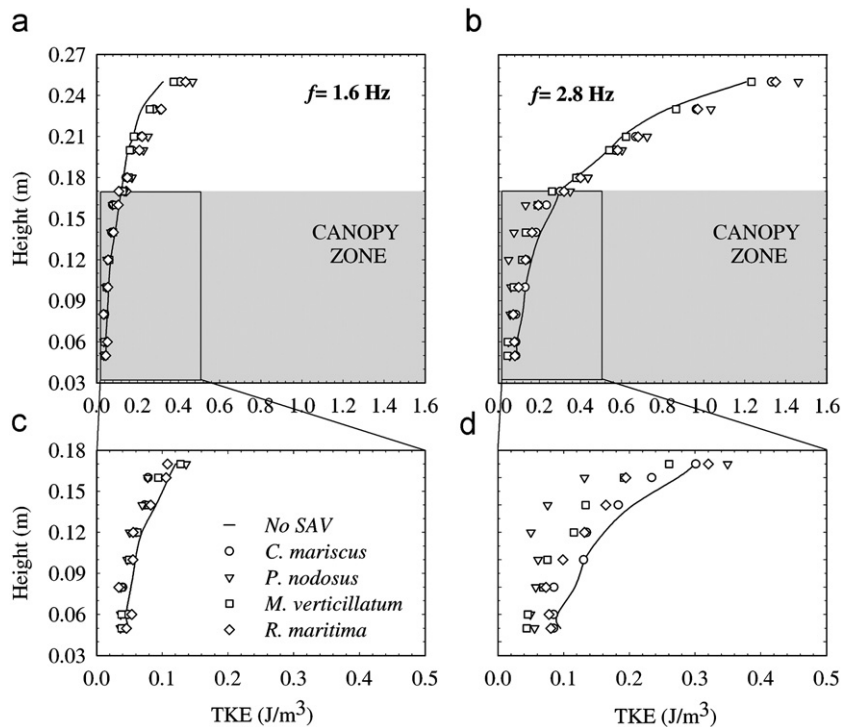 a
b
0.27
0.24
0.21
0.18
0.15
0.12
0.09
0.06
0.03
Height (m)
f= 1.6 Hz
CANOPY
ZONE
0.0 0.2 0.4 0.6 0.8 1.0 1.2 1.4 1.6
f= 2.8 Hz
CANOPY
ZONE
0.0 0.2 0.4 0.6 0.8 1.0 1.2 1.4 1.6
c
d
0.18
0.15
0.12
0.09
0.06
0.03
Height (m)
No SAV
C. mariscus
P. nodosus
M. verticillatum
R. maritima
0.0 0.1 0.2 0.3 0.4 0.5
TKE (J/m³)
0.0 0.1 0.2 0.3 0.4 0.5
TKE (J/m³)